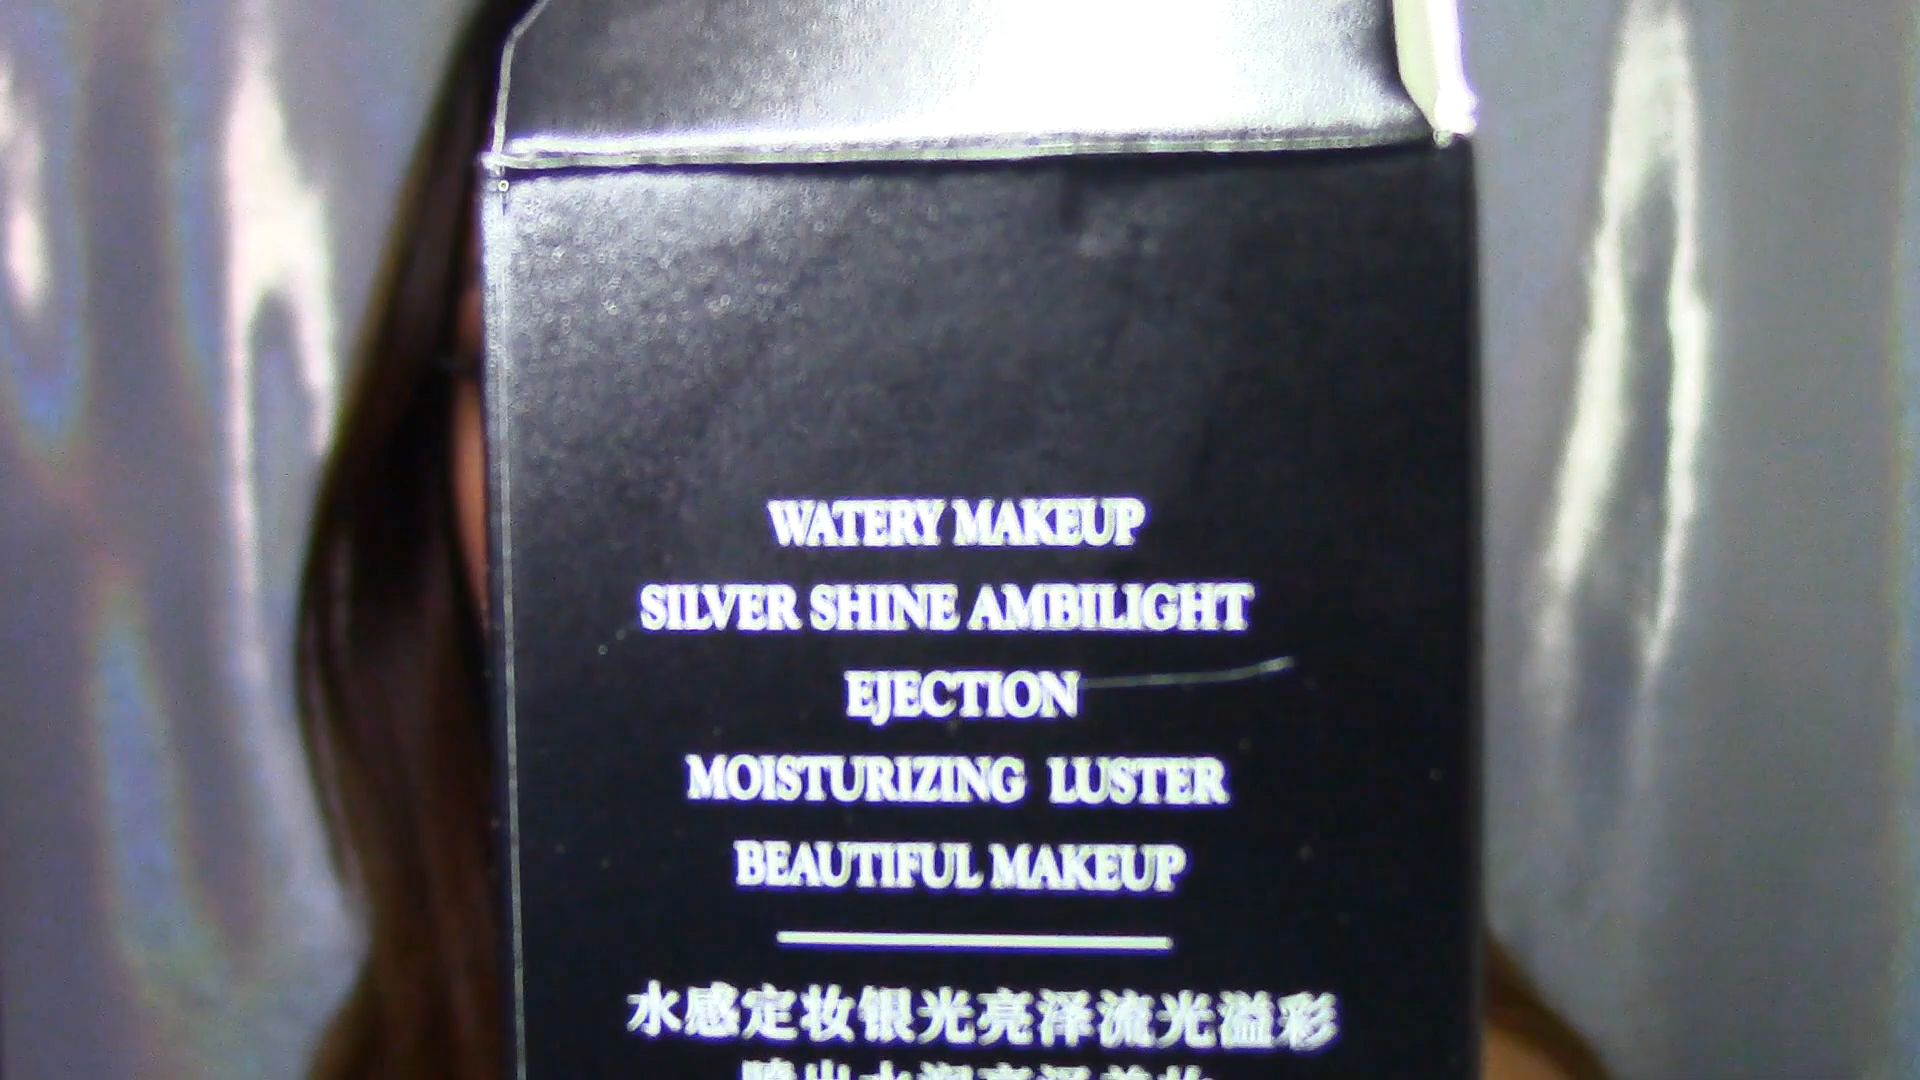 WATERY MAKEUP
SILVER SHINE AMBILIGHT
EJECTION
MOISTURIZING LUSTER
BEAUTIFUL MAKEUP
水感定妆银光亮泽流光溢彩